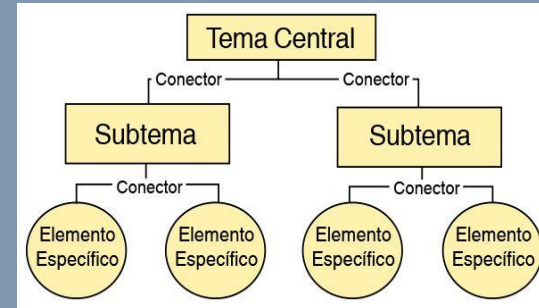 Tema Central
Conector Conector
Subtema Subtema
Conector Conector
Elemento Elemento Elemento Elemento
Específico Específico Específico Específico